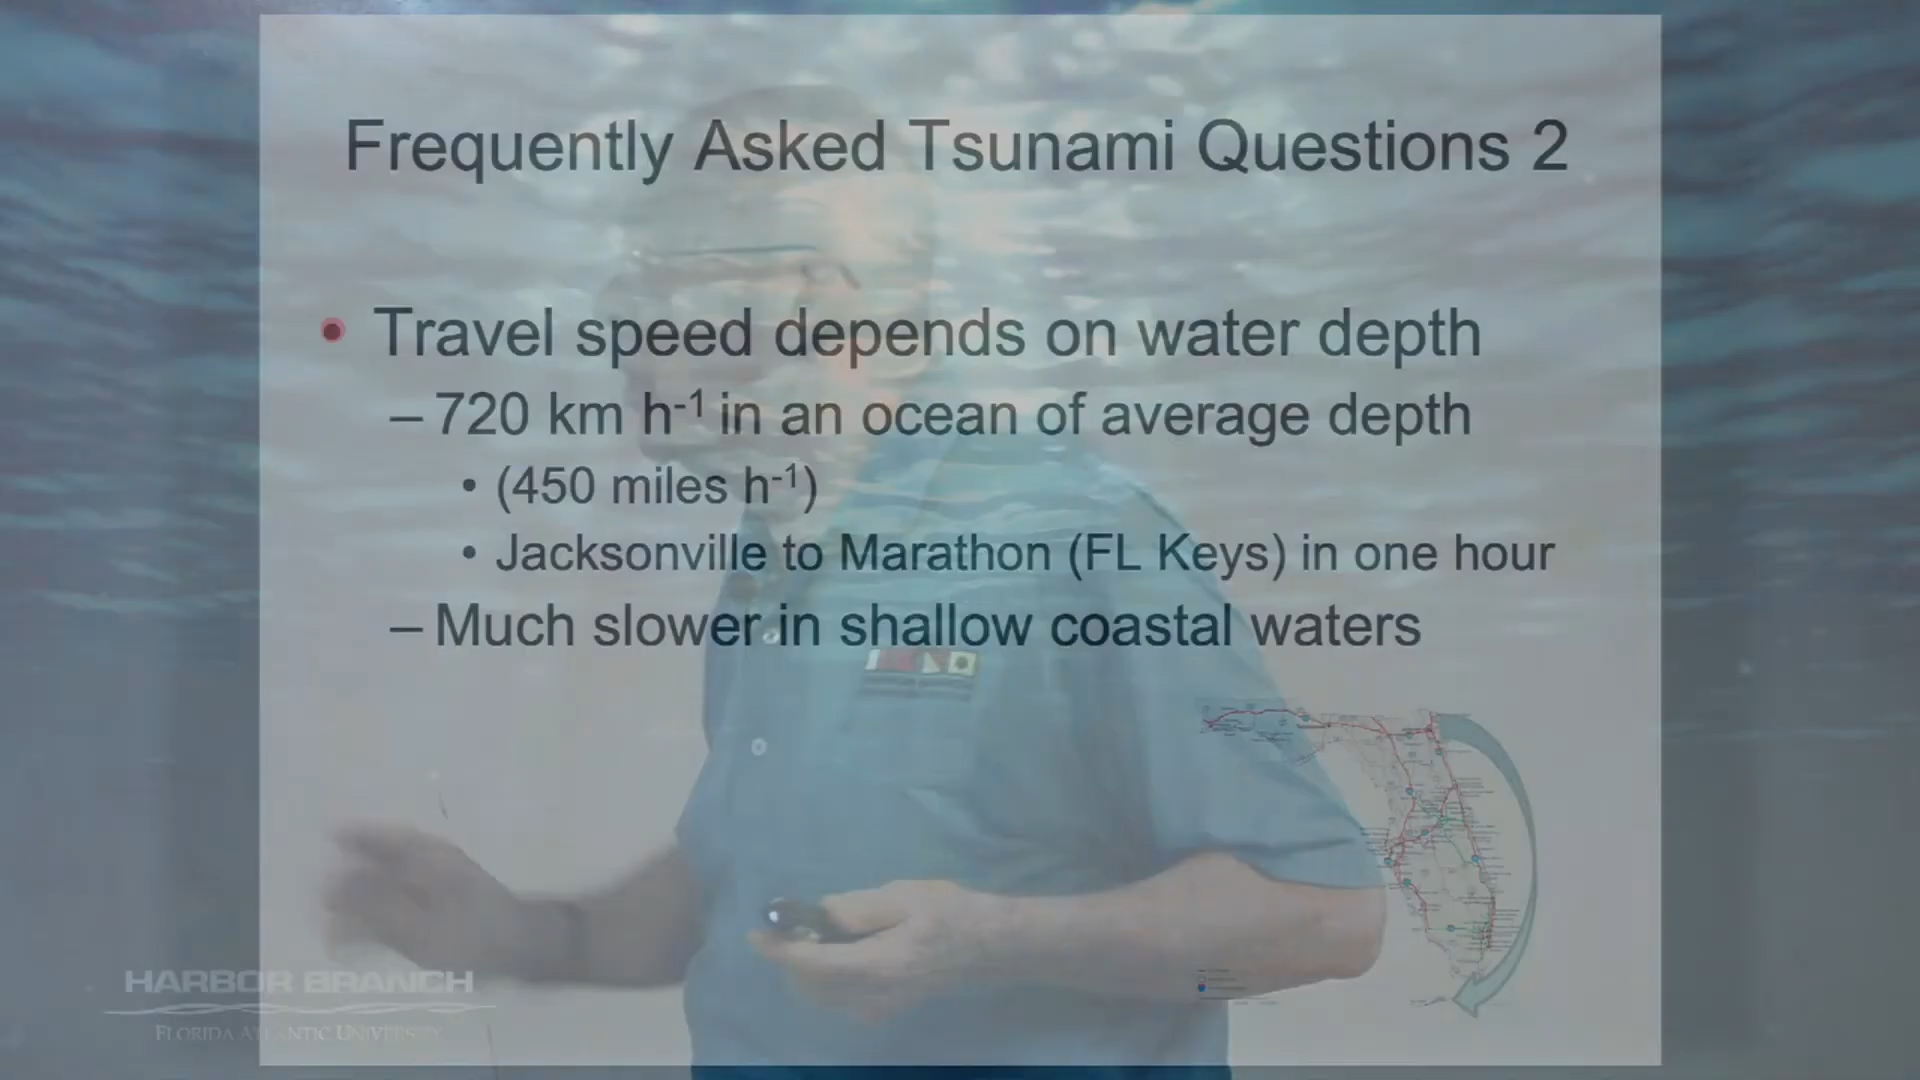 Frequently Asked Tsunami Questions 2
• Travel speed depends on water depth
– 720 km h-1 in an ocean of average depth
• (450 miles h-1)
• Jacksonville to Marathon (FL Keys) in one hour
– Much slower in shallow coastal waters
HARBOR BRANCH
FLORIDA ATLANTIC UNIVERSITY